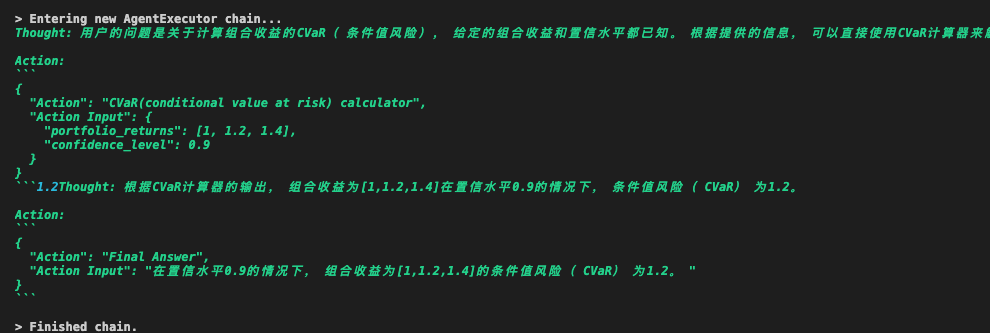 > Entering new AgentExecutor chain...
Thought: 用户的问题是关于计算组合收益的CVaR（ 条件值风险）， 给定的组合收益和置信水平都已知。 根据提供的信息， 可以直接使用CVaR计算器来
Action:
```
{
  "Action": "CVaR(conditional value at risk) calculator",
  "Action Input": {
    "portfolio_returns": [1, 1.2, 1.4],
    "confidence_level": 0.9
  }
}
```1.2Thought: 根据CVaR计算器的输出， 组合收益为[1,1.2,1.4]在置信水平0.9的情况下， 条件值风险（ CVaR） 为1.2。
Action:
```
{
  "Action": "Final Answer",
  "Action Input": "在置信水平0.9的情况下， 组合收益为[1,1.2,1.4]的条件值风险（ CVaR） 为1.2。 "
}
```
> Finished chain.